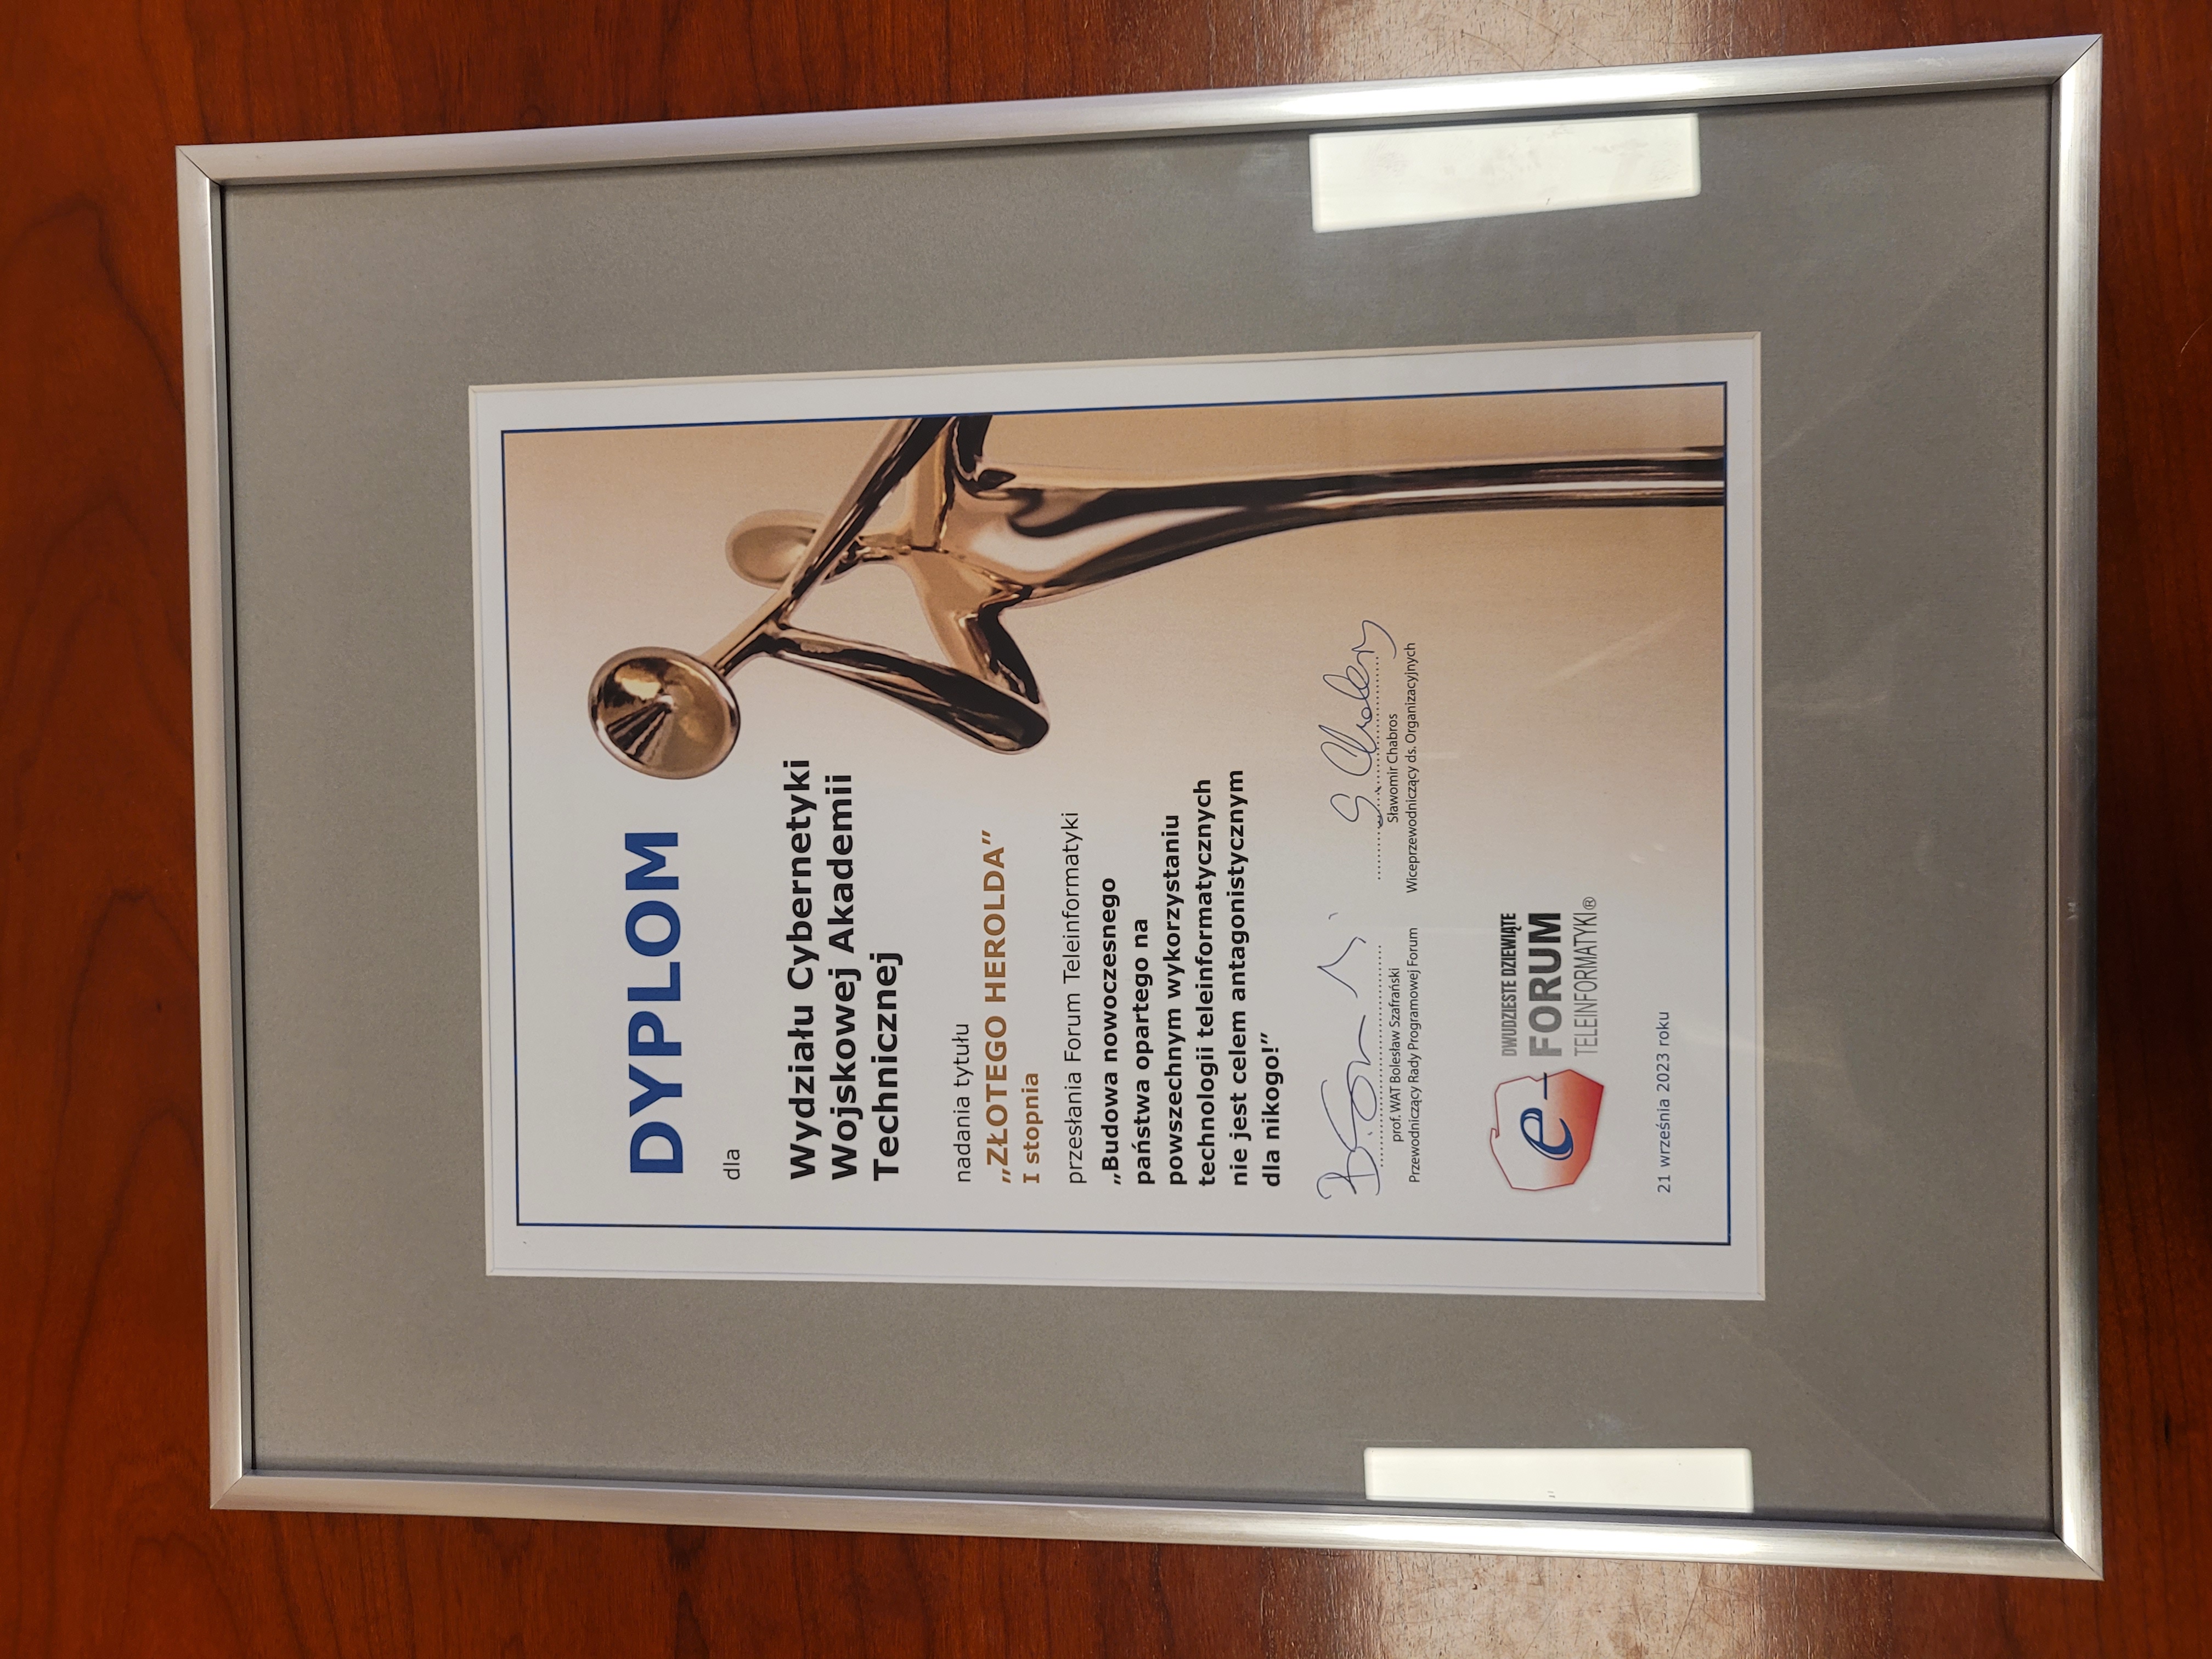 DYPLOM
dla
Wydziału Cybernetyki
Wojskowej Akademii
Technicznej
nadania tytułu
„ZŁOTEGO HEROLDA”
I stopnia
przesłania Forum Teleinformatyki
„Budowa nowoczesnego
państwa opartego na
powszechnym wykorzystaniu
technologii teleinformatycznych
nie jest celem antagonistycznym
dla nikogo!”
prof. WAT Bolesław Szafrański
Przewodniczący Rady Programowej Forum
S. Chabros
Sławomir Chabros
Wiceprzewodniczący ds. Organizacyjnych
e-
DWUDZIESTE DZIEWIĄTE
FORUM
TELEINFORMATYKI®
21 września 2023 roku